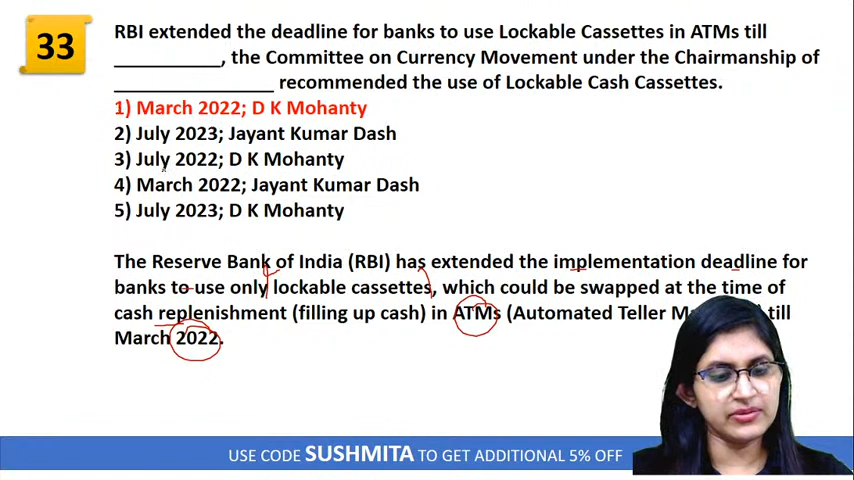 33
RBI extended the deadline for banks to use Lockable Cassettes in ATMs till
__________, the Committee on Currency Movement under the Chairmanship of
_______________ recommended the use of Lockable Cash Cassettes.
1) March 2022; D K Mohanty
2) July 2023; Jayant Kumar Dash
3) July 2022; D K Mohanty
4) March 2022; Jayant Kumar Dash
5) July 2023; D K Mohanty
The Reserve Bank of India (RBI) has extended the implementation deadline for
banks to use only lockable cassettes, which could be swapped at the time of
cash replenishment (filling up cash) in ATMs (Automated Teller till
March 2022.
USE CODE SUSHMITA TO GET ADDITIONAL 5% OFF